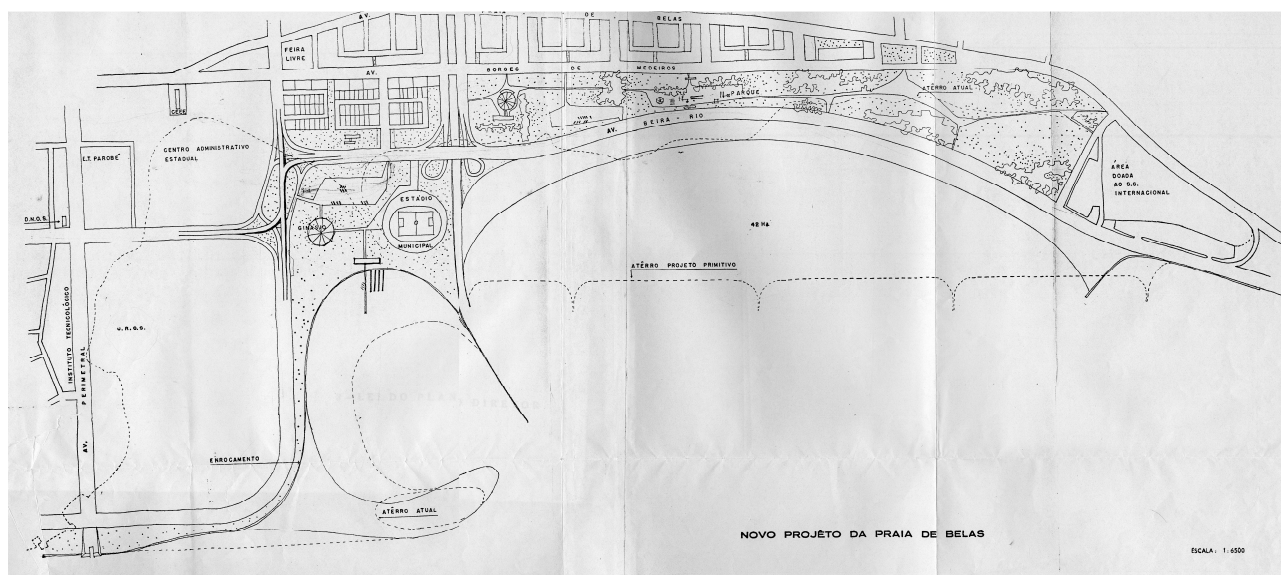 AV.
DE
BELAS
FEIRA
LIVRE
AV.
BORGES
DE
MEDEIROS
PARQUE
ATÊRRO ATUAL
CENTRO ADMINISTRATIVO
ESTADUAL
E.T. PAROBÉ
AV.
BEIRA-RIO
ÁREA
DOADA
AO
INTERNACIONAL
D.N.O.S.
ESTÁDIO
MUNICIPAL
GINÁSIO
42 HA
ATÊRRO PROJETO PRIMITIVO
INSTITUTO TECNOLÓGICO
AV. PERIMETRAL
ENROCAMENTO
ATÊRRO ATUAL
NOVO PROJÊTO DA PRAIA DE BELAS
ESCALA: 1:6500